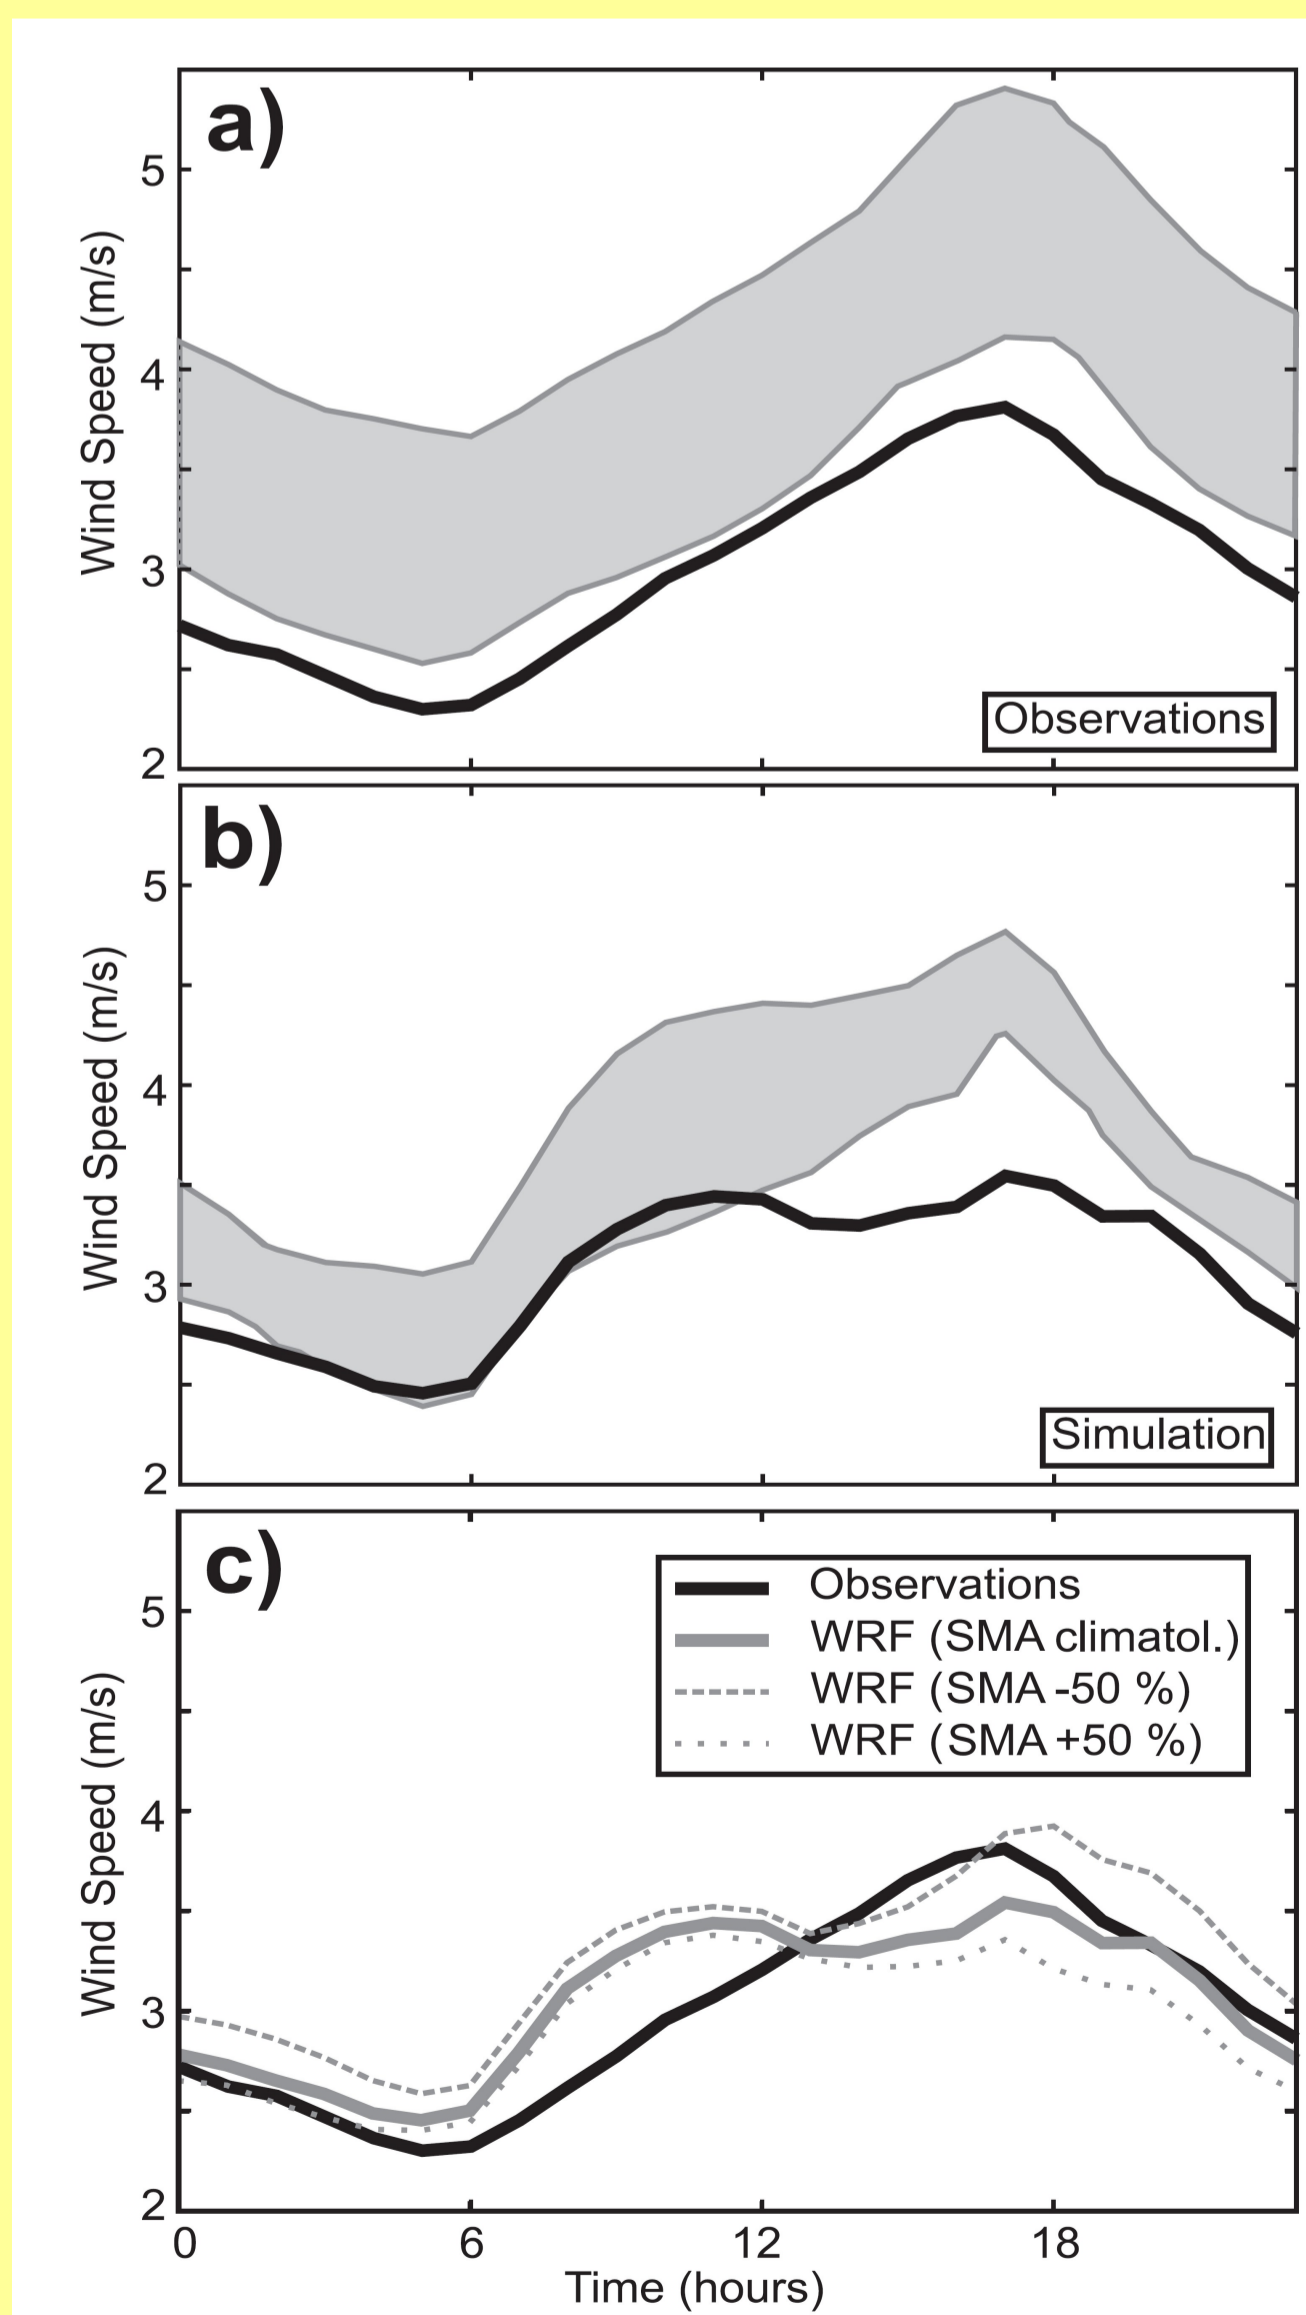 a)
5
4
3
2
Wind Speed (m/s)
Observations
b)
5
4
3
2
Wind Speed (m/s)
Simulation
c)
Observations
WRF (SMA climatol.)
WRF (SMA -50 %)
WRF (SMA +50 %)
5
4
3
2
Wind Speed (m/s)
0 6 12 18
Time (hours)